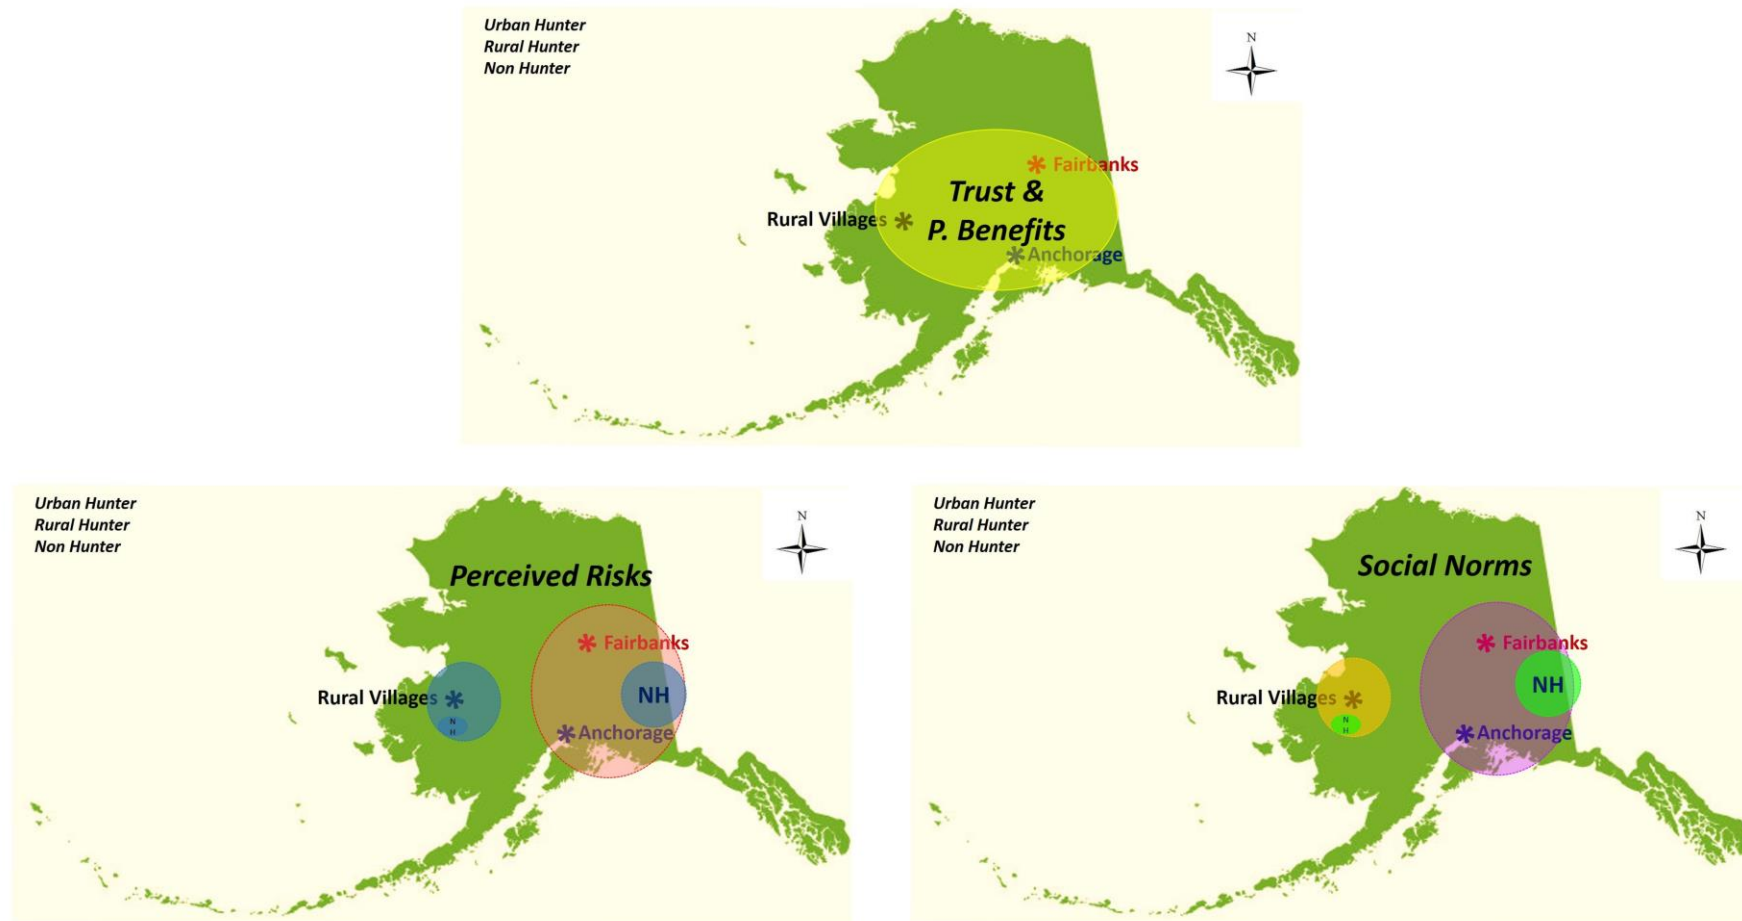 Urban Hunter
Rural Hunter
Non Hunter
N
Fairbanks
Trust &
P. Benefits
Rural Villages
Anchorage
Urban Hunter
Rural Hunter
Non Hunter
N
Perceived Risks
Fairbanks
Rural Villages
NH
N
H
Anchorage
Urban Hunter
Rural Hunter
Non Hunter
N
Social Norms
Fairbanks
Rural Villages
NH
N
H
Anchorage